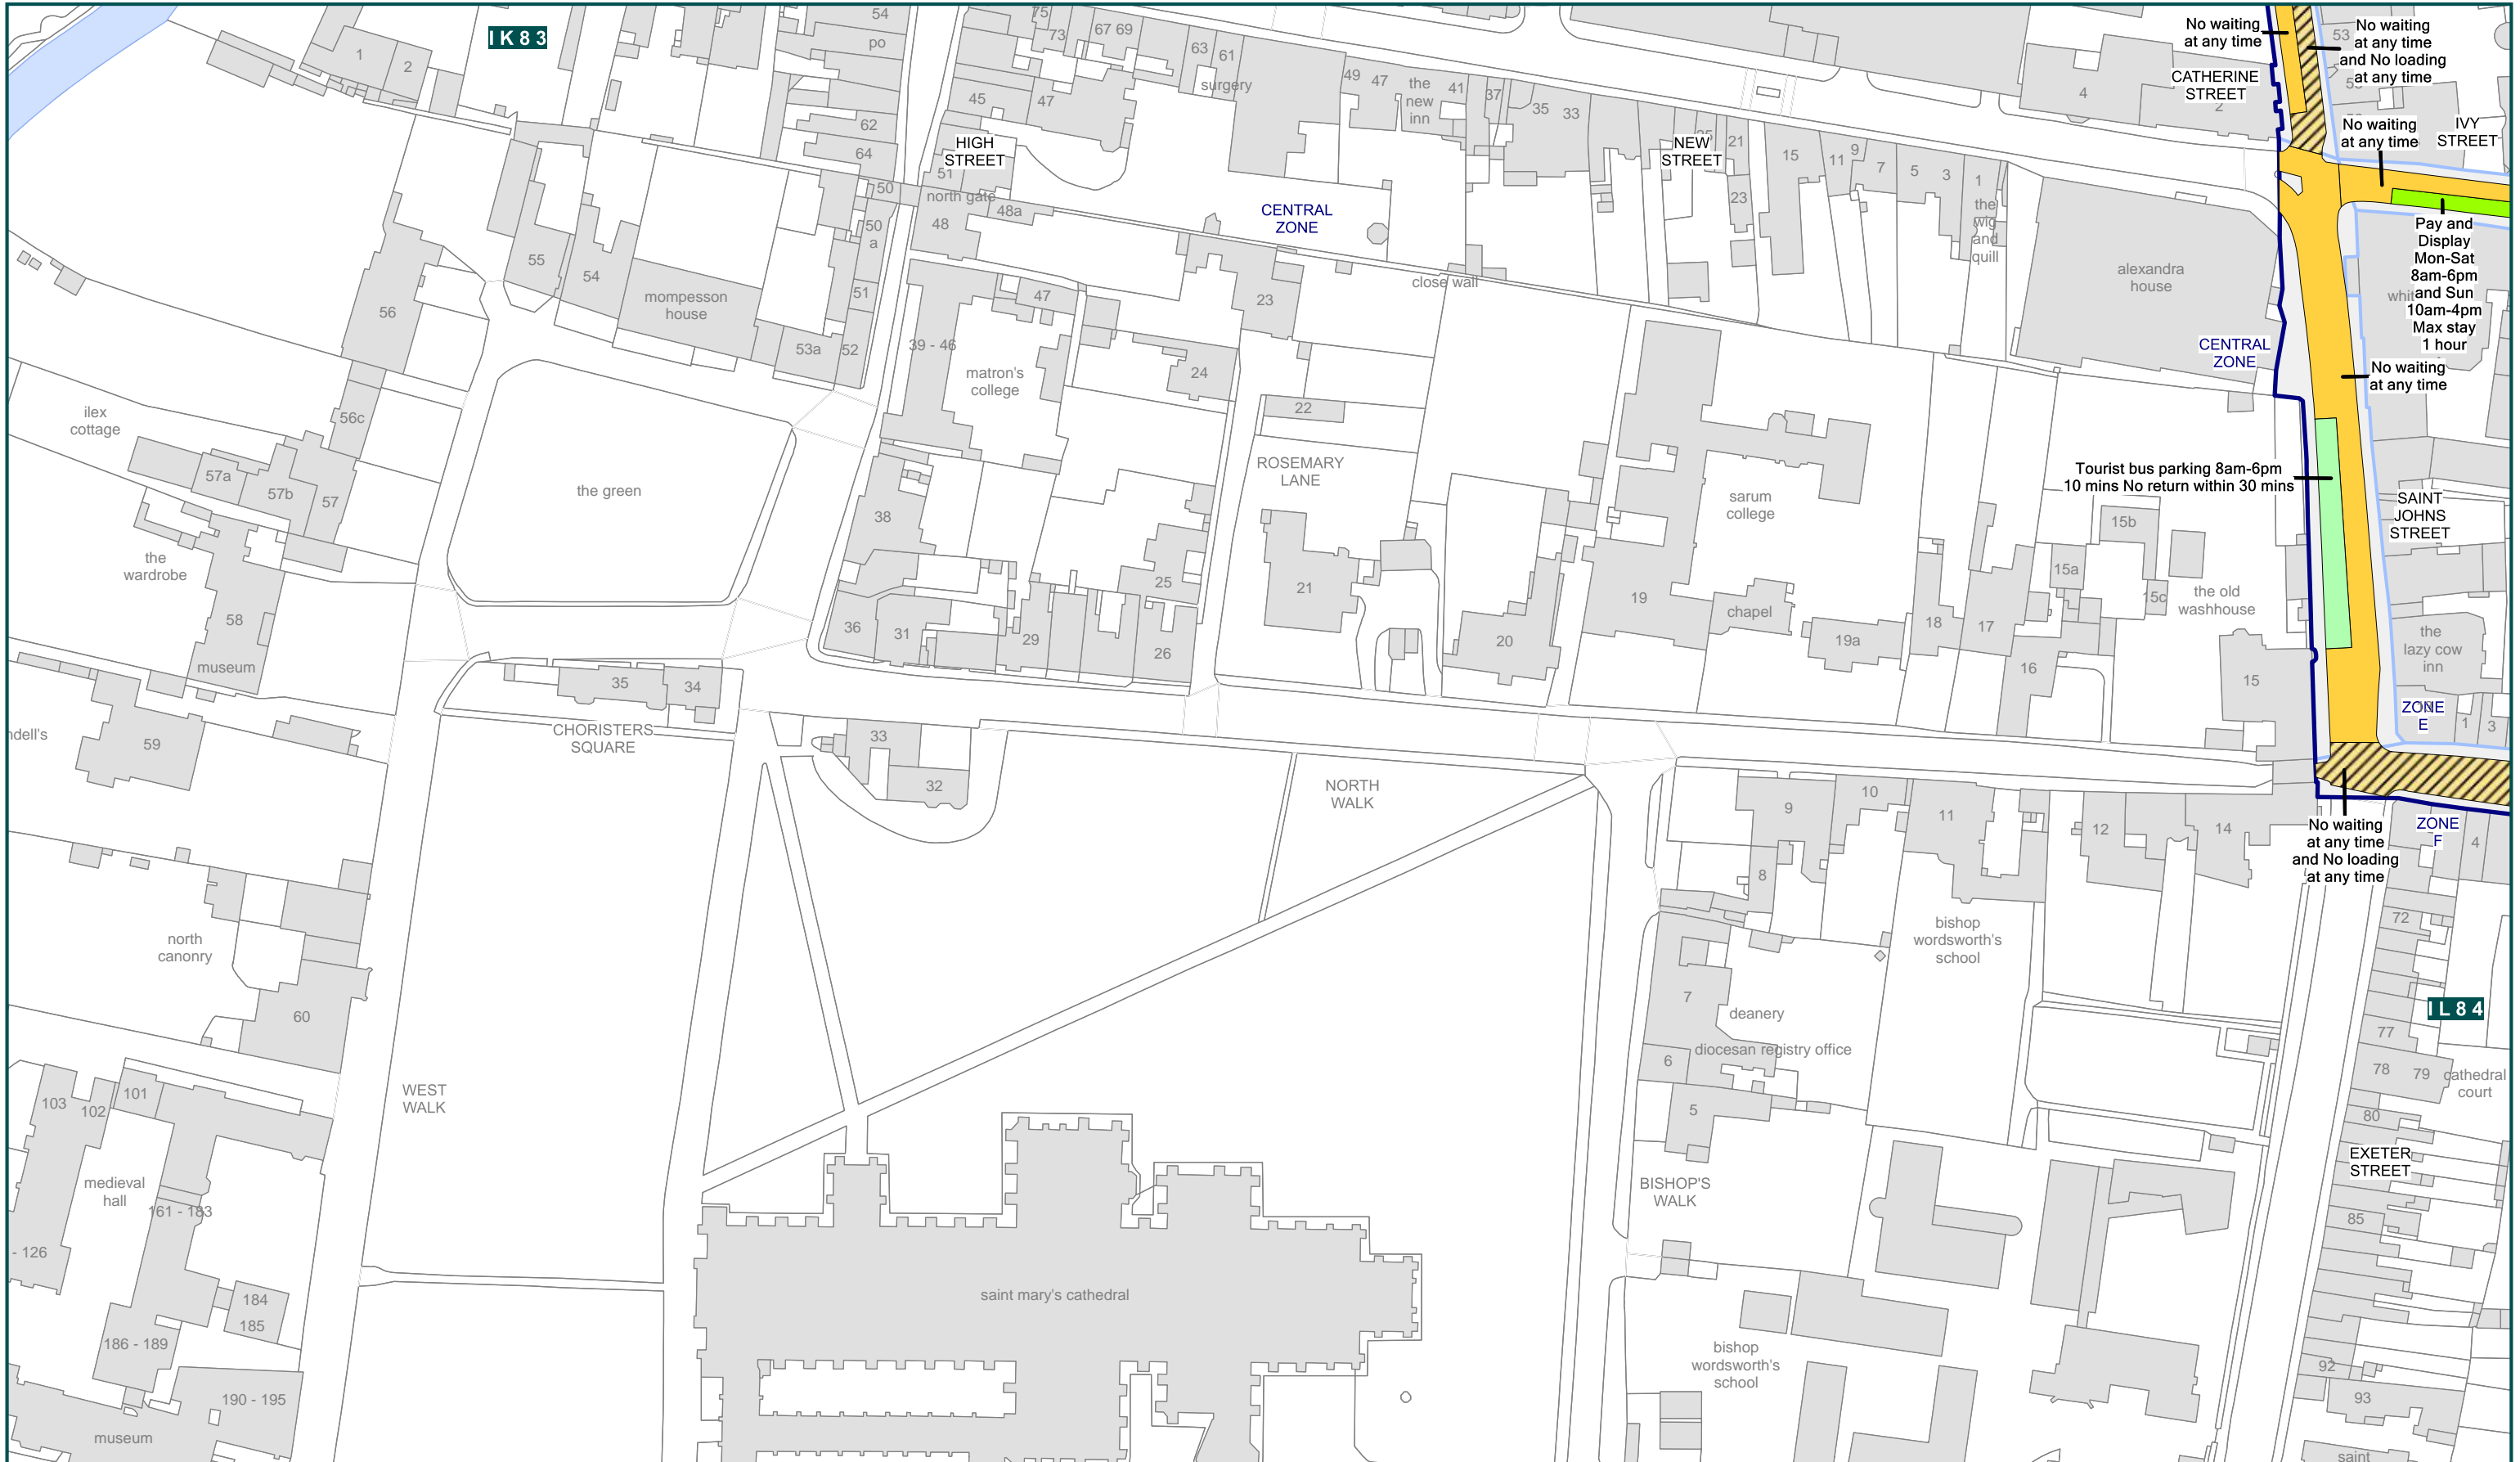 IK83
1
2
54
po
62
64
75
73
67 69
63
61
surgery
45
47
HIGH
STREET
51
50
north gate
48a
48
50
a
51
49
47
the
new
inn
41
37
35
33
NEW
STREET
21
23
15
11
9
7
5
3
1
the
wig
and
quill
4
2
CATHERINE
STREET
No waiting
at any time
No waiting
at any time
and No loading
at any time
53
No waiting
at any time
IVY
STREET
Pay and
Display
Mon-Sat
8am-6pm
and Sun
10am-4pm
Max stay
1 hour
CENTRAL
ZONE
close wall
alexandra
house
CENTRAL
ZONE
No waiting
at any time
55
54
56
mompesson
house
53a
52
39 - 46
47
matron's
college
23
24
22
ilex
cottage
56c
57a
57b
57
the green
38
ROSEMARY
LANE
sarum
college
Tourist bus parking 8am-6pm
10 mins No return within 30 mins
SAINT
JOHNS
STREET
15b
15a
15c
the old
washhouse
the
wardrobe
58
museum
36
31
29
25
26
21
20
19
chapel
19a
18
17
16
15
the
lazy cow
inn
ZONE
E
1
3
35
34
CHORISTERS
SQUARE
ndell's
59
33
32
NORTH
WALK
9
10
11
8
12
14
No waiting
at any time
and No loading
at any time
ZONE
F
4
north
canonry
60
bishop
wordsworth's
school
72
7
deanery
diocesan registry office
6
5
IL84
77
78
79
cathedral
court
80
EXETER
STREET
85
92
93
saint
103
102
101
WEST
WALK
medieval
hall
161 - 183
- 126
184
185
186 - 189
190 - 195
museum
saint mary's cathedral
BISHOP'S
WALK
bishop
wordsworth's
school